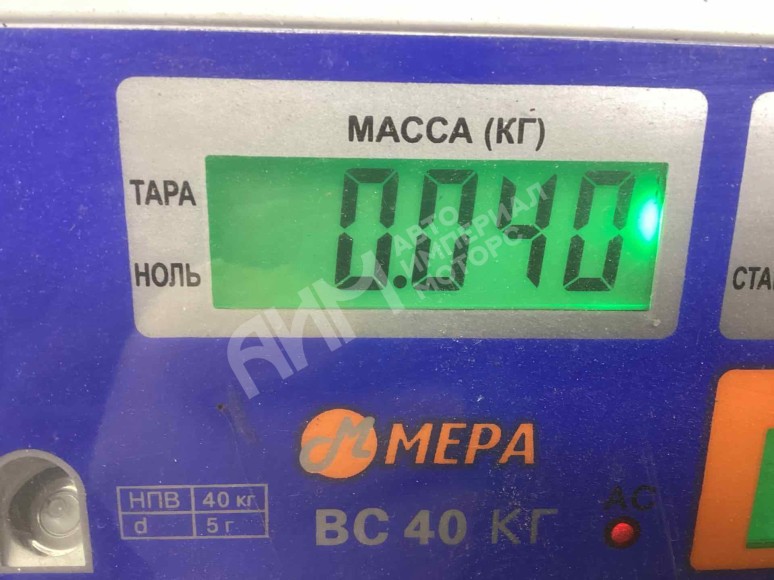 МАССА (КГ)
ТАРА
0.040
НОЛЬ
АИМ АВТО ИМПЕРИАЛ МОТОРС
СТА
М МЕРА
НПВ 40 кг
d 5 г
ВС 40 КГ
АС